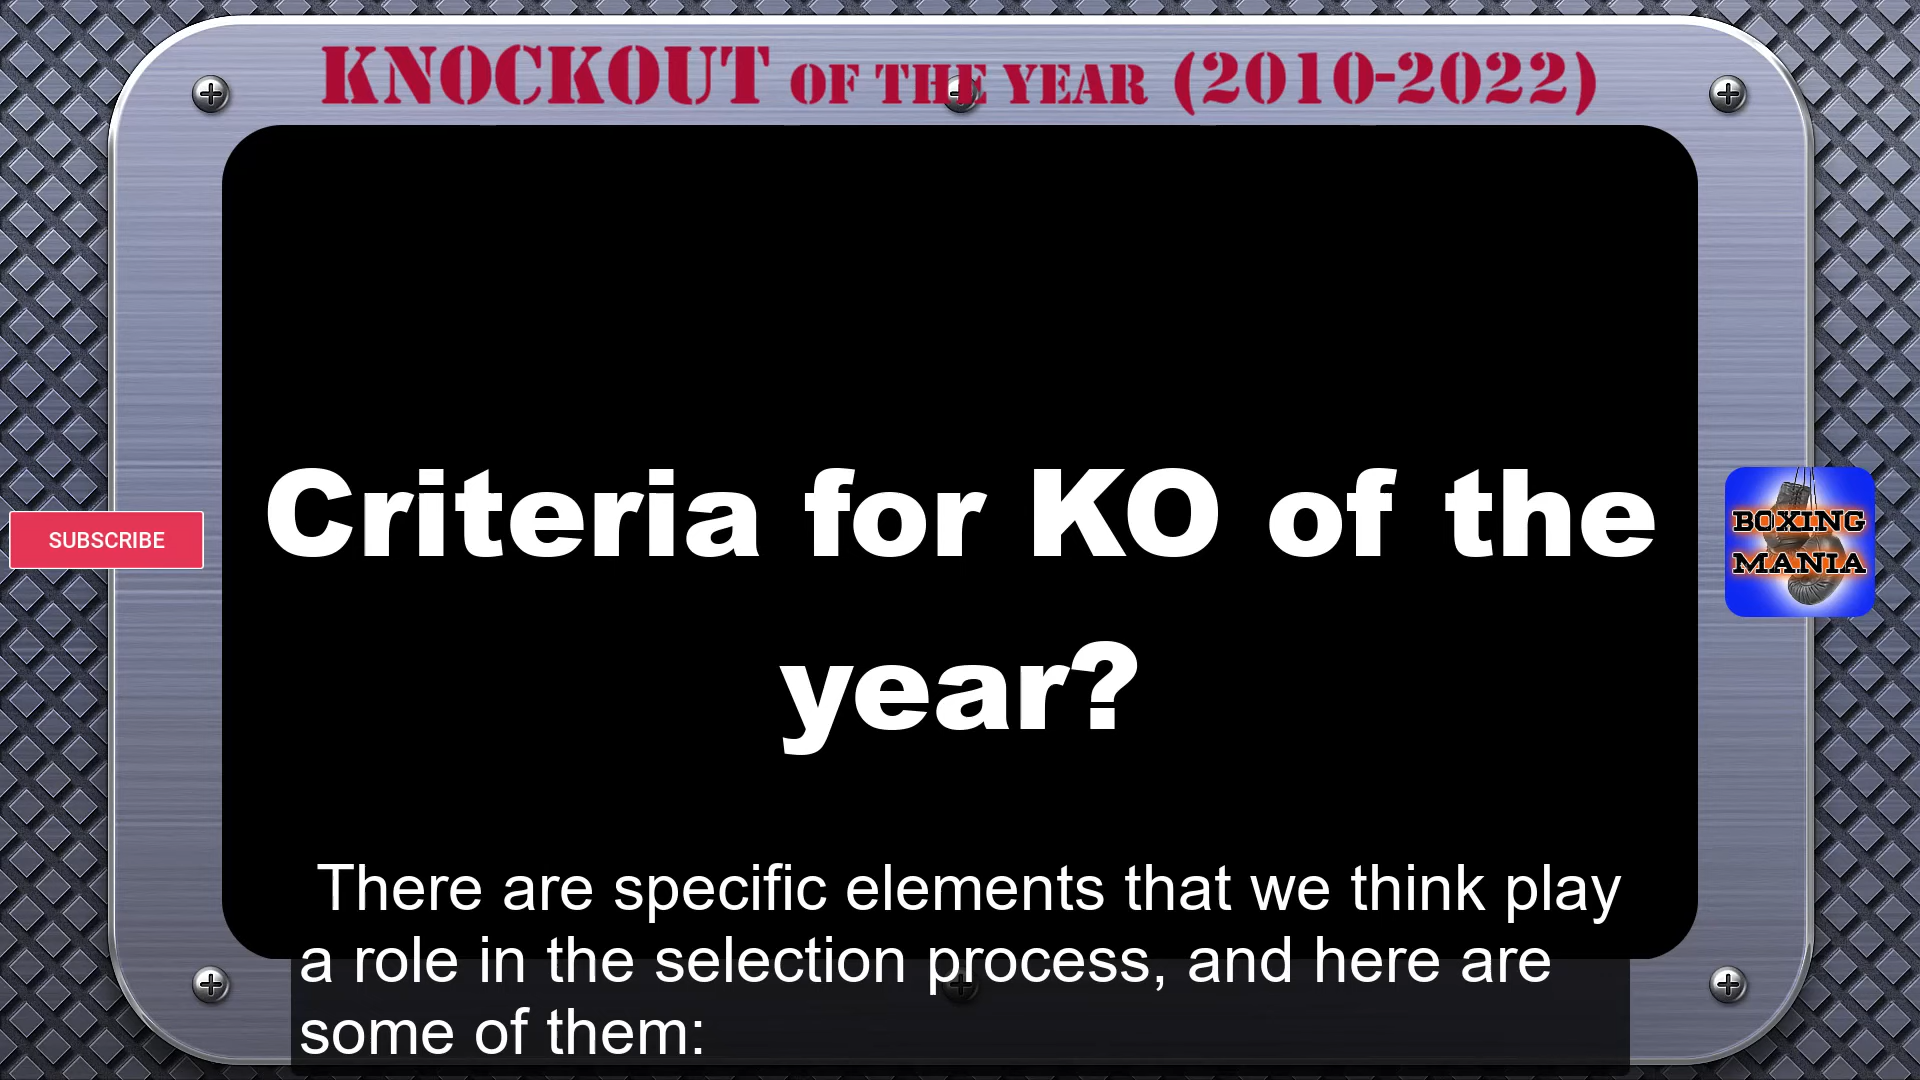 KNOCKOUT OF THE YEAR (2010-2022)
Criteria for KO of the
year?
SUBSCRIBE
BOXING
MANIA
There are specific elements that we think play
a role in the selection process, and here are
some of them: